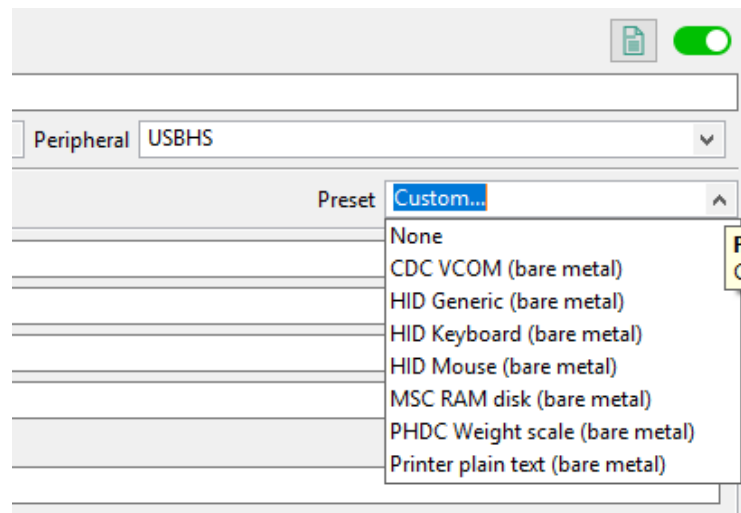 Peripheral USBHS
Preset Custom...
None
CDC VCOM (bare metal)
HID Generic (bare metal)
HID Keyboard (bare metal)
HID Mouse (bare metal)
MSC RAM disk (bare metal)
PHDC Weight scale (bare metal)
Printer plain text (bare metal)